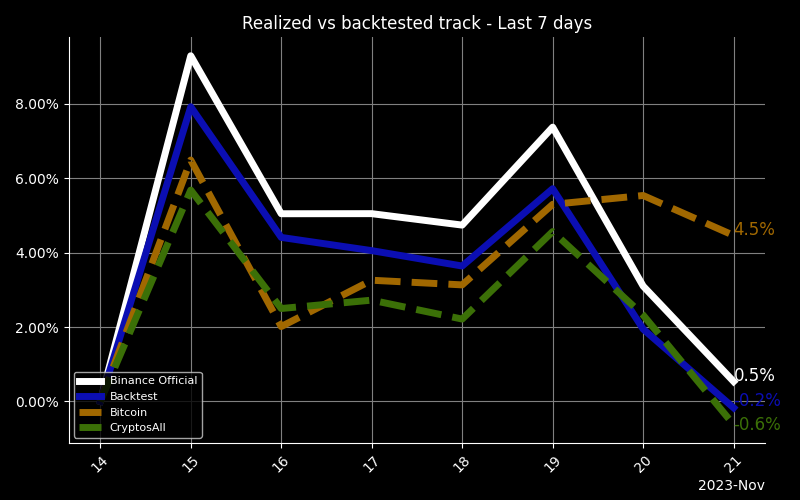 Realized vs backtested track - Last 7 days
8.00%
6.00%
4.00%
2.00%
0.00%
4.5%
0.5%
-0.2%
-0.6%
Binance Official
Backtest
Bitcoin
CryptosAll
14
15
16
17
18
19
20
21
2023-Nov